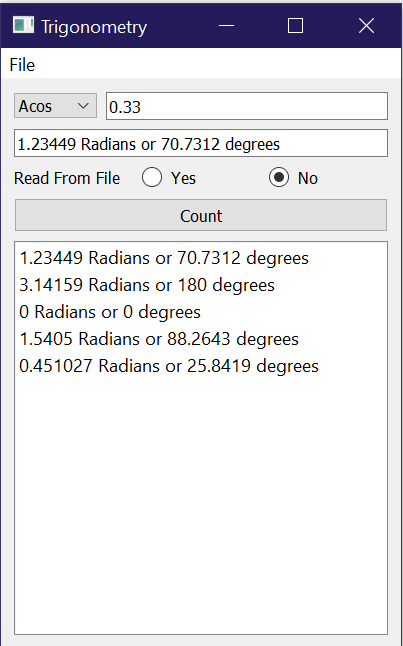 Trigonometry
File
Acos 0.33
1.23449 Radians or 70.7312 degrees
Read From File Yes No
Count
1.23449 Radians or 70.7312 degrees
3.14159 Radians or 180 degrees
0 Radians or 0 degrees
1.5405 Radians or 88.2643 degrees
0.451027 Radians or 25.8419 degrees